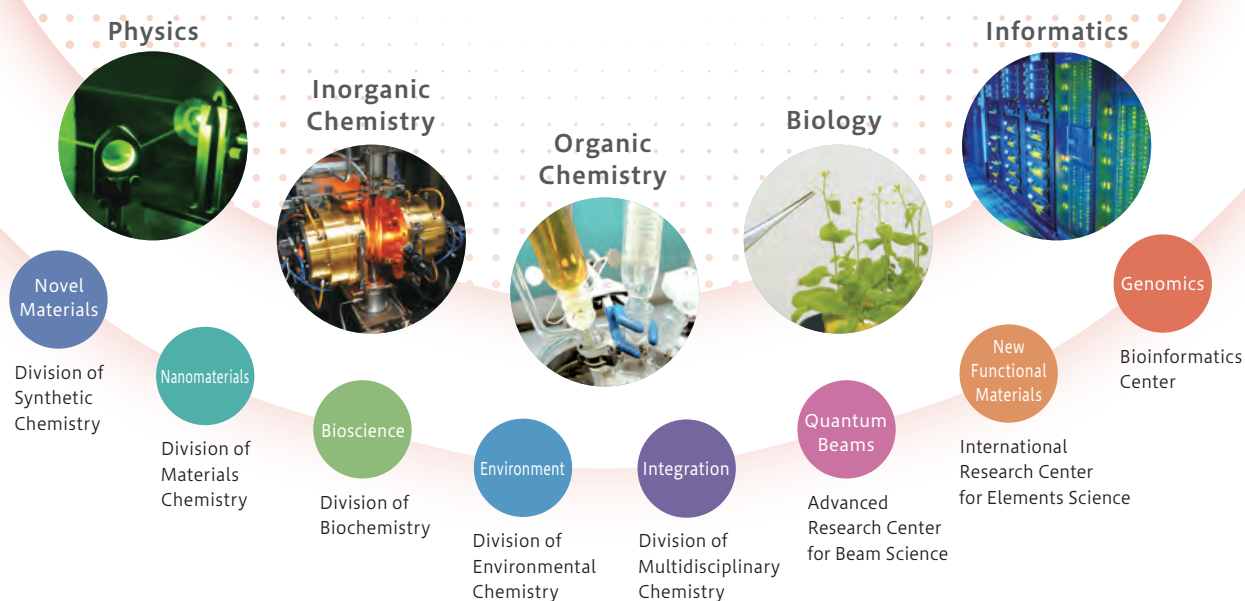 Physics
Inorganic
Chemistry
Organic
Chemistry
Biology
Informatics
Novel
Materials
Division of
Synthetic
Chemistry
Nanomaterials
Division of
Materials
Chemistry
Bioscience
Division of
Biochemistry
Environment
Division of
Environmental
Chemistry
Integration
Division of
Multidisciplinary
Chemistry
Quantum
Beams
Advanced
Research Center
for Beam Science
New
Functional
Materials
International
Research Center
for Elements Science
Genomics
Bioinformatics
Center